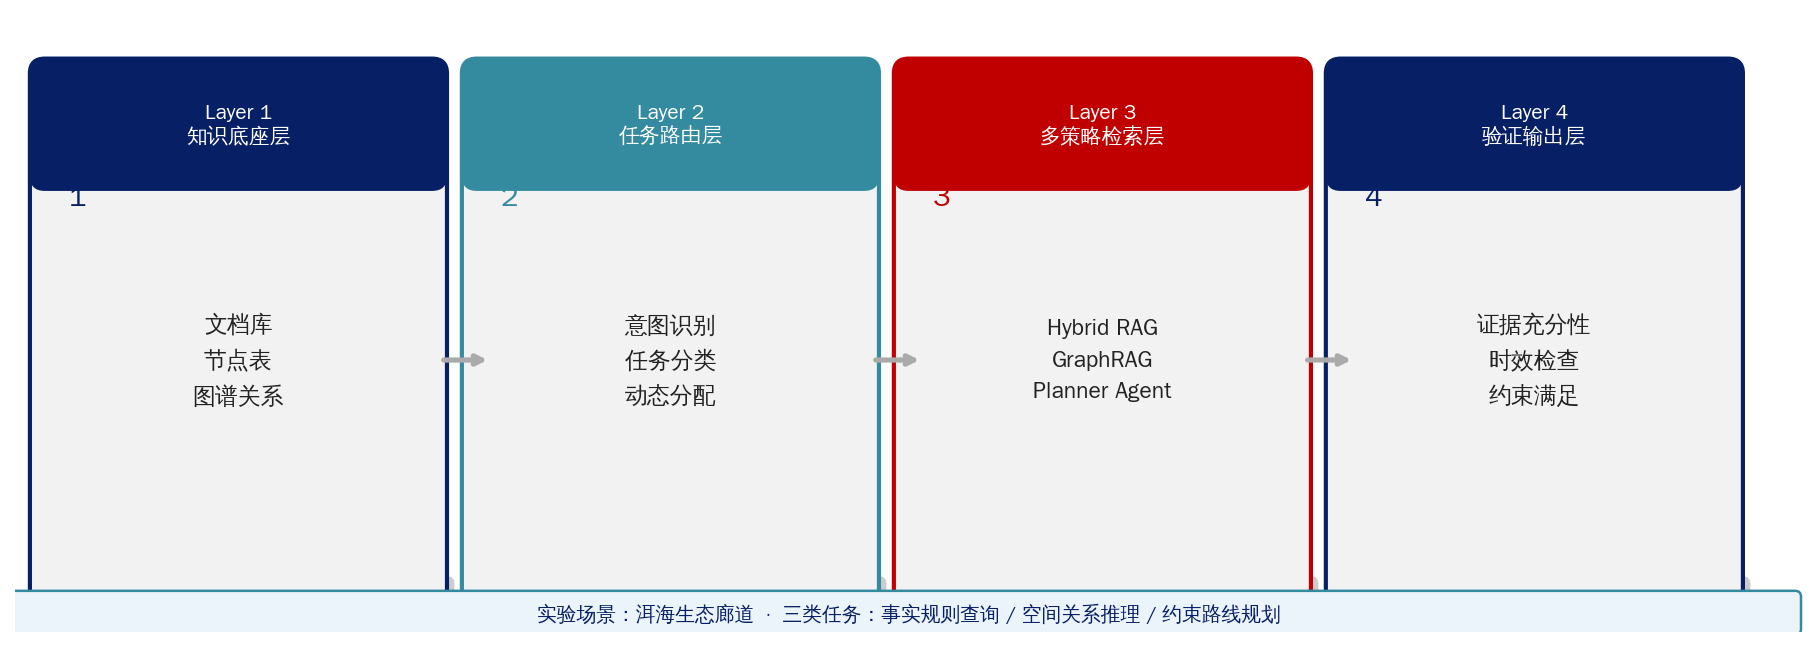 Layer 1
知识底座层
1
文档库
节点表
图谱关系
Layer 2
任务路由层
2
意图识别
任务分类
动态分配
Layer 3
多策略检索层
3
Hybrid RAG
GraphRAG
Planner Agent
Layer 4
验证输出层
4
证据充分性
时效检查
约束满足
实验场景：洱海生态廊道 · 三类任务：事实规则查询 / 空间关系推理 / 约束路线规划